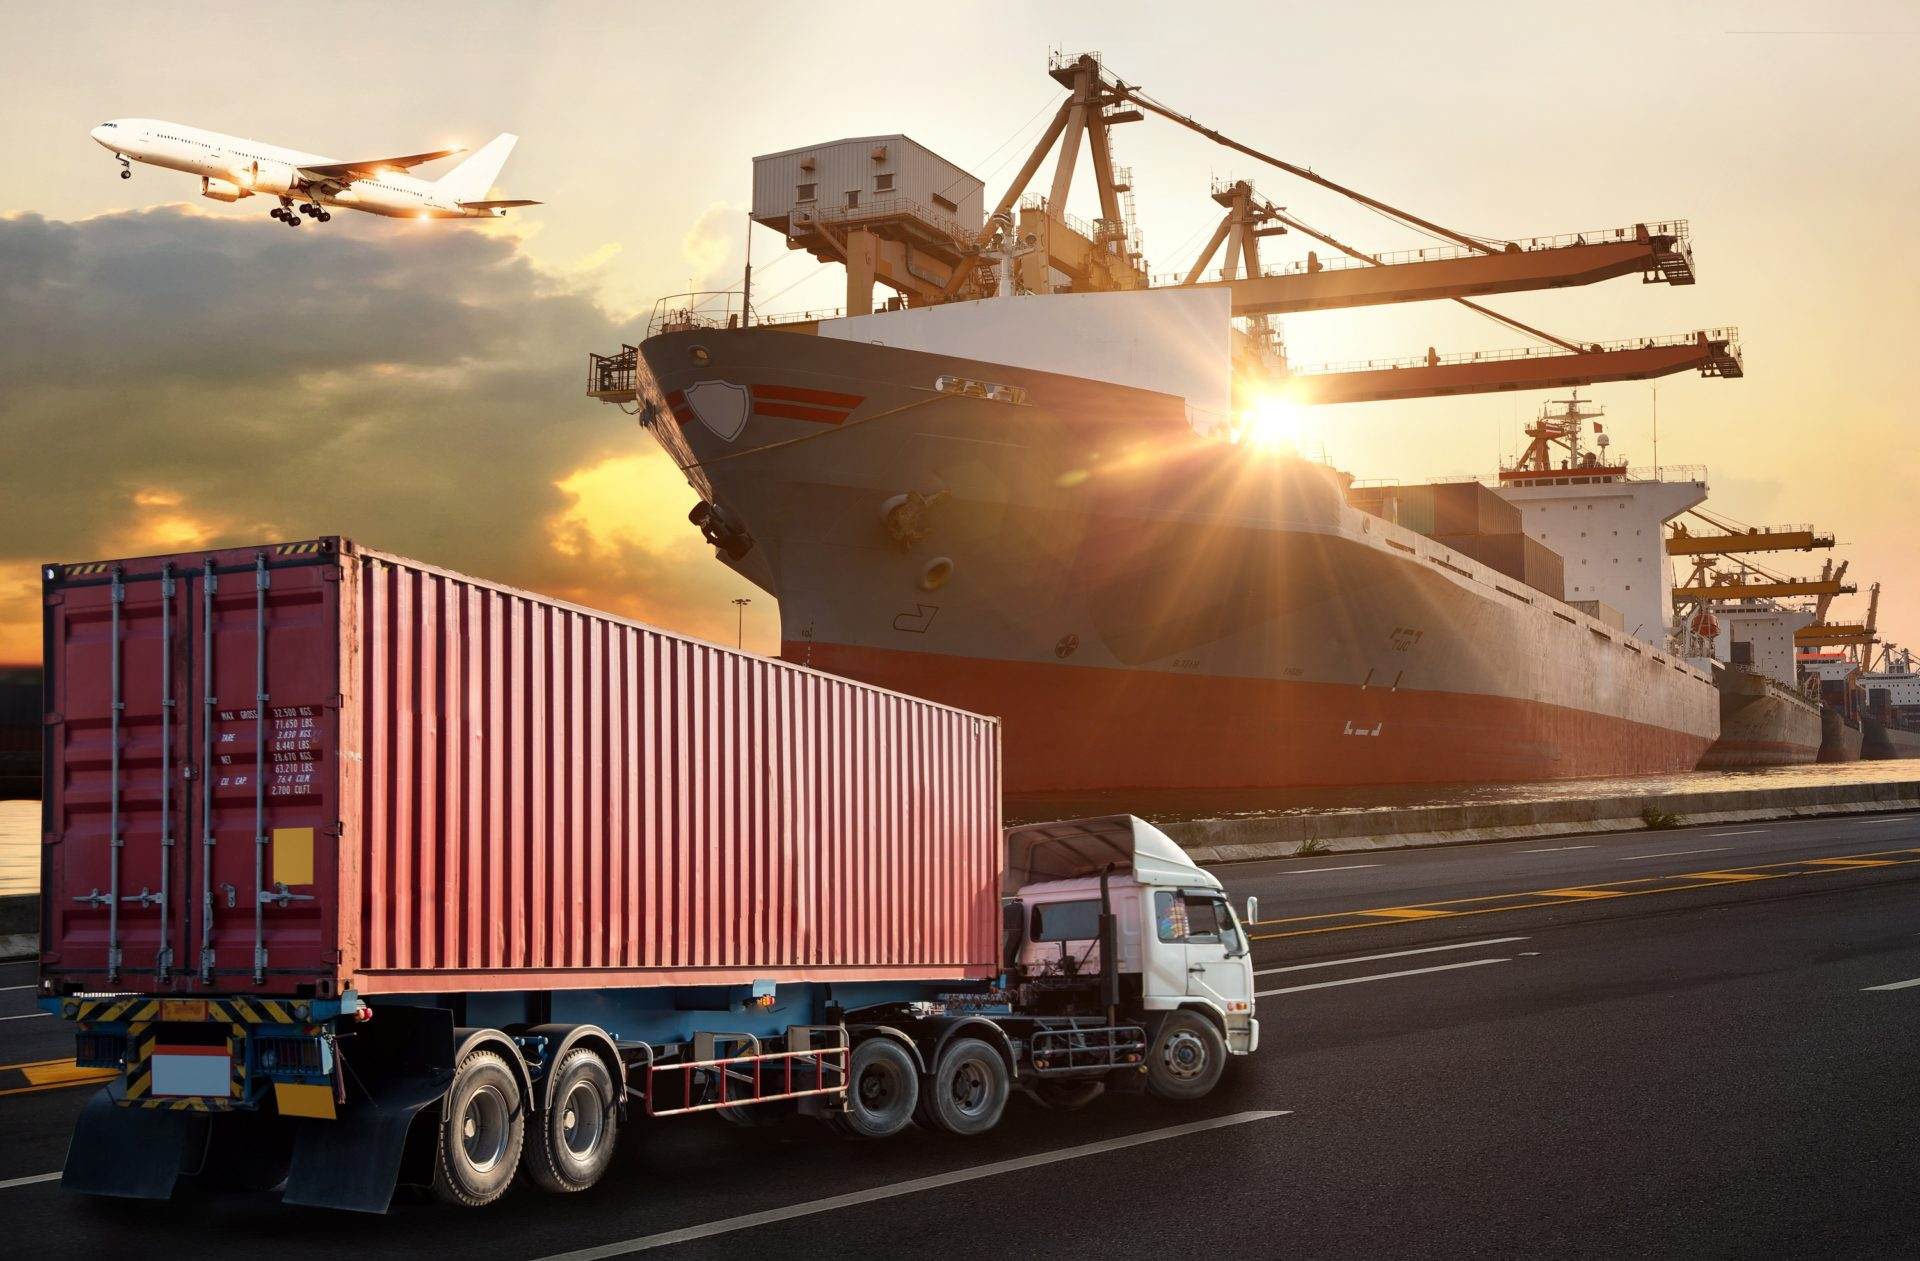 MAX GROSS 32.500 KGS.
71.650 LBS.
TARE 3.830 KGS.
8.440 LBS.
NET 28.670 KGS.
63.210 LBS.
CU. CAP. 76.4 CU.M.
2.700 CU.FT.